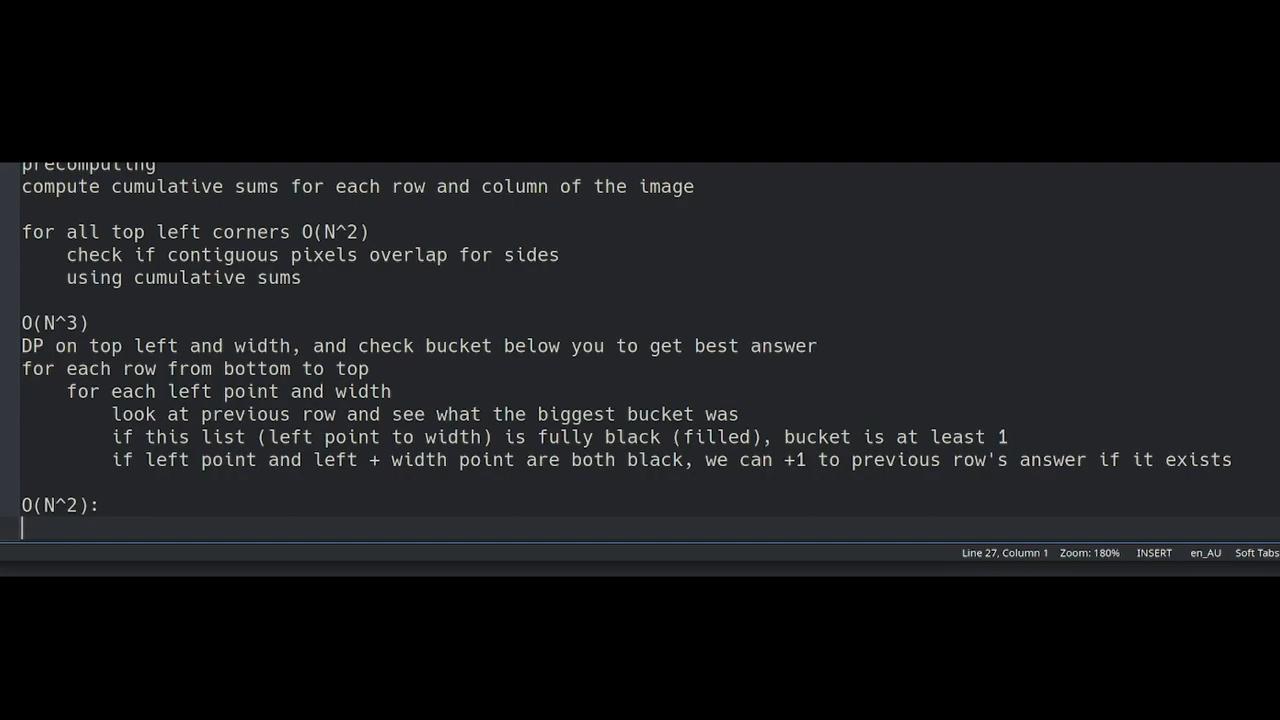 precomputing
compute cumulative sums for each row and column of the image
for all top left corners O(N^2)
    check if contiguous pixels overlap for sides
    using cumulative sums
O(N^3)
DP on top left and width, and check bucket below you to get best answer
for each row from bottom to top
    for each left point and width
        look at previous row and see what the biggest bucket was
        if this list (left point to width) is fully black (filled), bucket is at least 1
        if left point and left + width point are both black, we can +1 to previous row's answer if it exists
O(N^2):
Line 27, Column 1 Zoom: 180% INSERT en_AU Soft Tabs